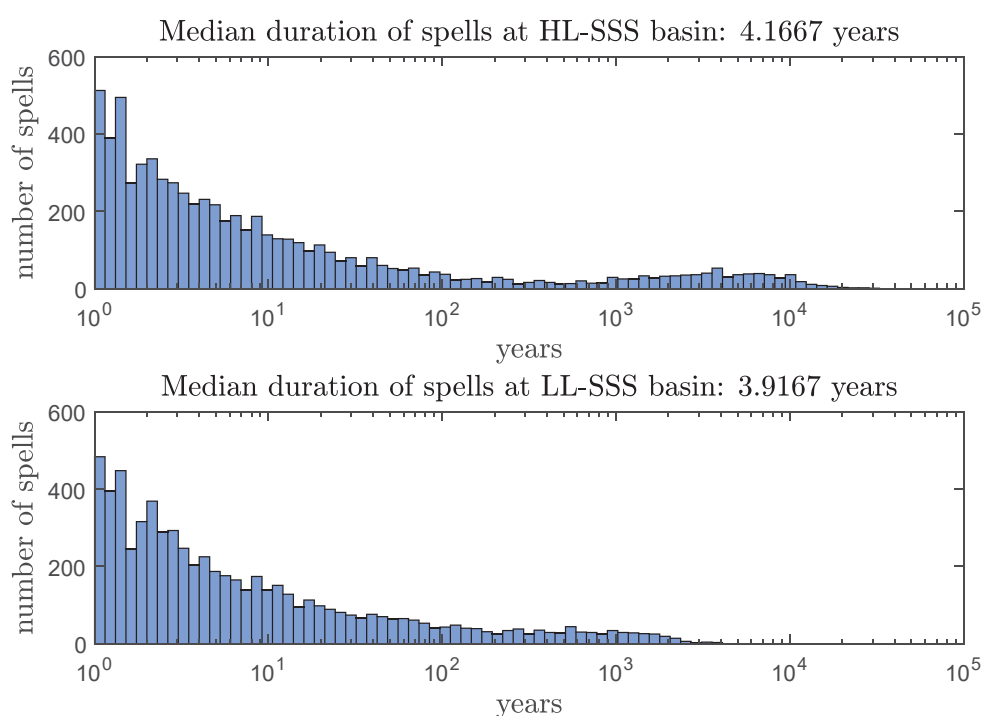 Median duration of spells at HL-SSS basin: 4.1667 years
600
400
200
0
number of spells
10^0 10^1 10^2 10^3 10^4 10^5
years
Median duration of spells at LL-SSS basin: 3.9167 years
600
400
200
0
number of spells
10^0 10^1 10^2 10^3 10^4 10^5
years